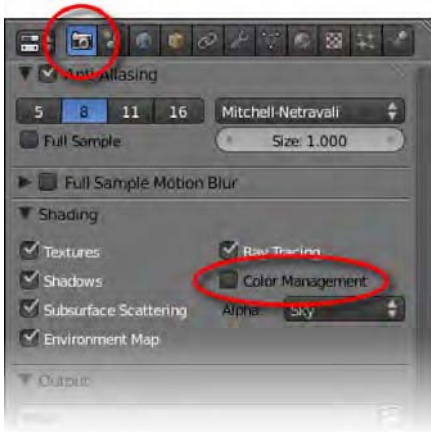 Anti-Aliasing
5 8 11 16 Mitchell-Netravali
Full Sample Size: 1.000
Full Sample Motion Blur
Shading
Textures Ray Tracing
Shadows Color Management
Subsurface Scattering Alpha: Sky
Environment Map
Output